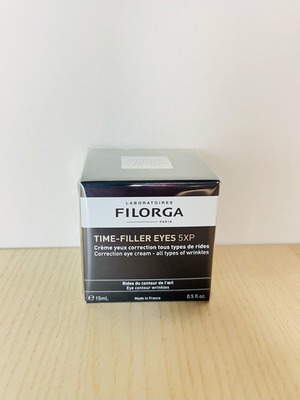 LABORATOIRES
FILORGA
PARIS
TIME-FILLER EYES 5XP
Crème yeux correction tous types de rides
Correction eye cream - all types of wrinkles
Rides du contour de l'œil
Eye contour wrinkles
15mL Made in France 0.5 fl.oz.